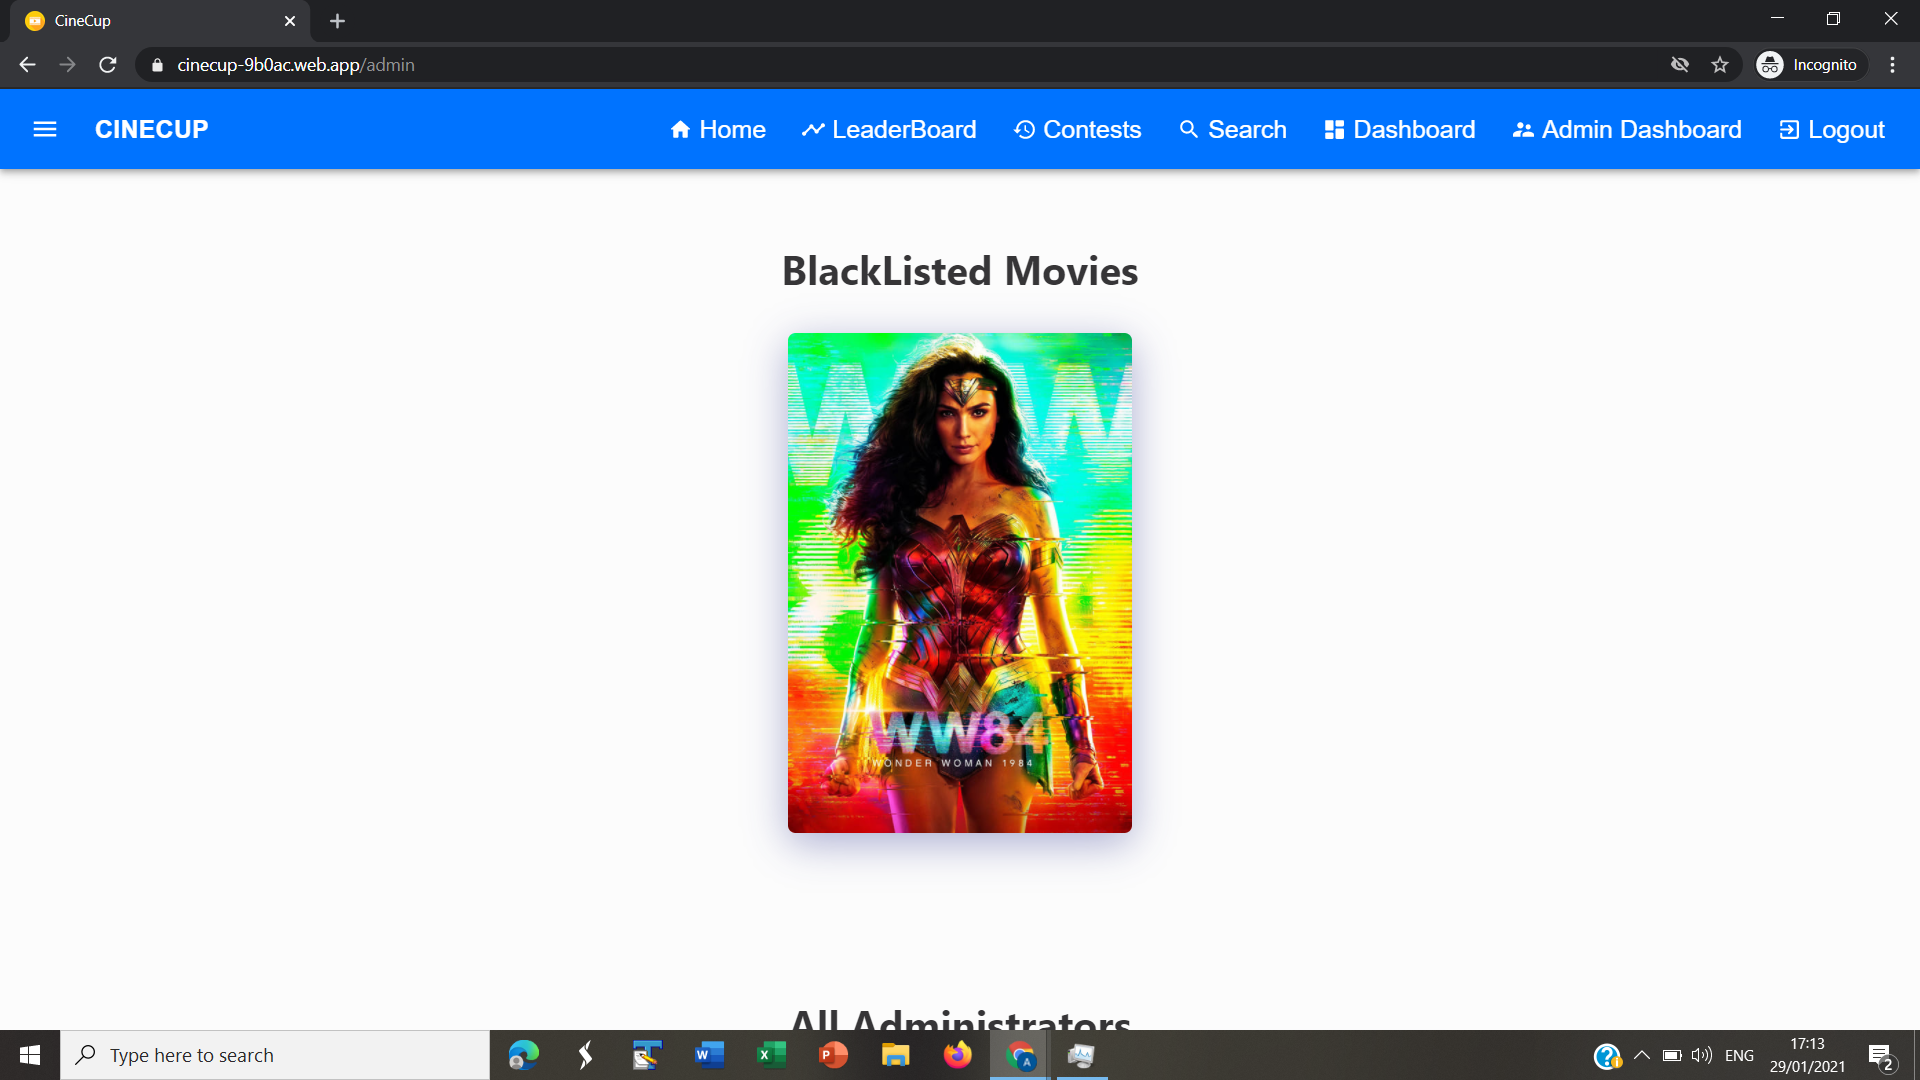 CineCup
cinecup-9b0ac.web.app/admin
Incognito
CINECUP
Home
LeaderBoard
Contests
Search
Dashboard
Admin Dashboard
Logout
BlackListed Movies
WW
WW84
WONDER WOMAN 1984
All Administrators
Type here to search
ENG
17:13
29/01/2021
2